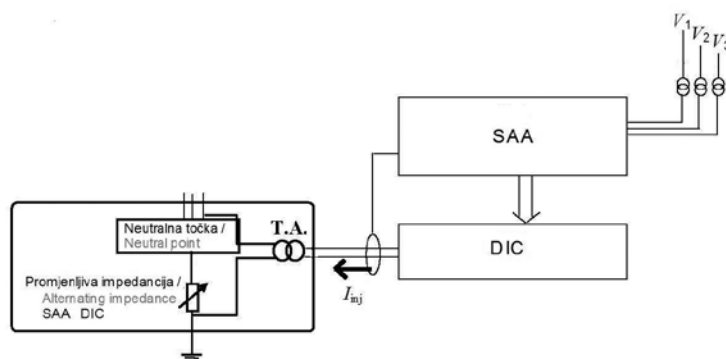 V1
V2
V3
SAA
DIC
T.A.
Iinj
Neutralna točka /
Neutral point
Promjenljiva impedancija /
Alternating impedance
SAA DIC